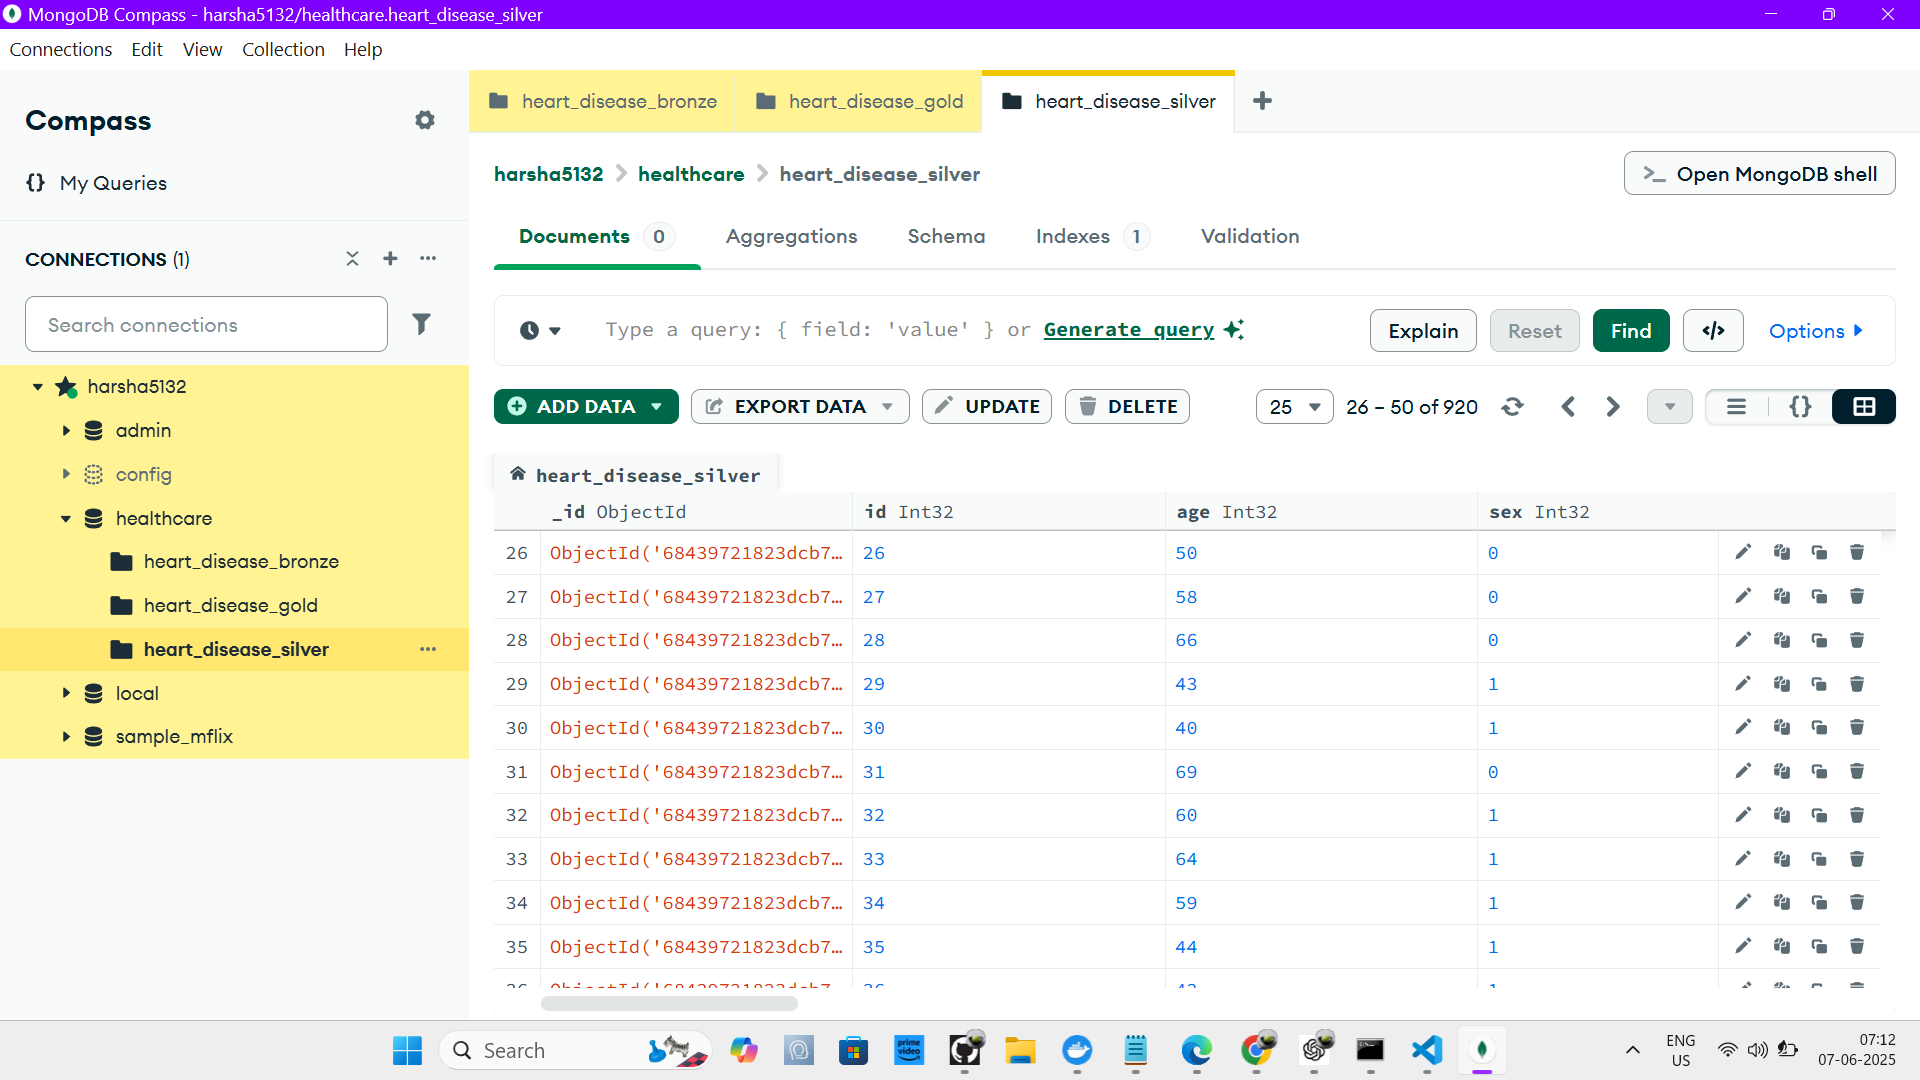 MongoDB Compass - harsha5132/healthcare.heart_disease_silver
Connections Edit View Collection Help
Compass
{} My Queries
CONNECTIONS (1)
Search connections
harsha5132
admin
config
healthcare
heart_disease_bronze
heart_disease_gold
heart_disease_silver
local
sample_mflix
heart_disease_bronze heart_disease_gold heart_disease_silver
harsha5132 > healthcare > heart_disease_silver
>_ Open MongoDB shell
Documents 0 Aggregations Schema Indexes 1 Validation
Type a query: { field: 'value' } or Generate query
Explain Reset Find </> Options
ADD DATA EXPORT DATA UPDATE DELETE
25 26 – 50 of 920 {}
heart_disease_silver
_id ObjectId id Int32 age Int32 sex Int32
26 ObjectId('68439721823dcb7… 26 50 0
27 ObjectId('68439721823dcb7… 27 58 0
28 ObjectId('68439721823dcb7… 28 66 0
29 ObjectId('68439721823dcb7… 29 43 1
30 ObjectId('68439721823dcb7… 30 40 1
31 ObjectId('68439721823dcb7… 31 69 0
32 ObjectId('68439721823dcb7… 32 60 1
33 ObjectId('68439721823dcb7… 33 64 1
34 ObjectId('68439721823dcb7… 34 59 1
35 ObjectId('68439721823dcb7… 35 44 1
Search
prime video
ENG
US
07:12
07-06-2025